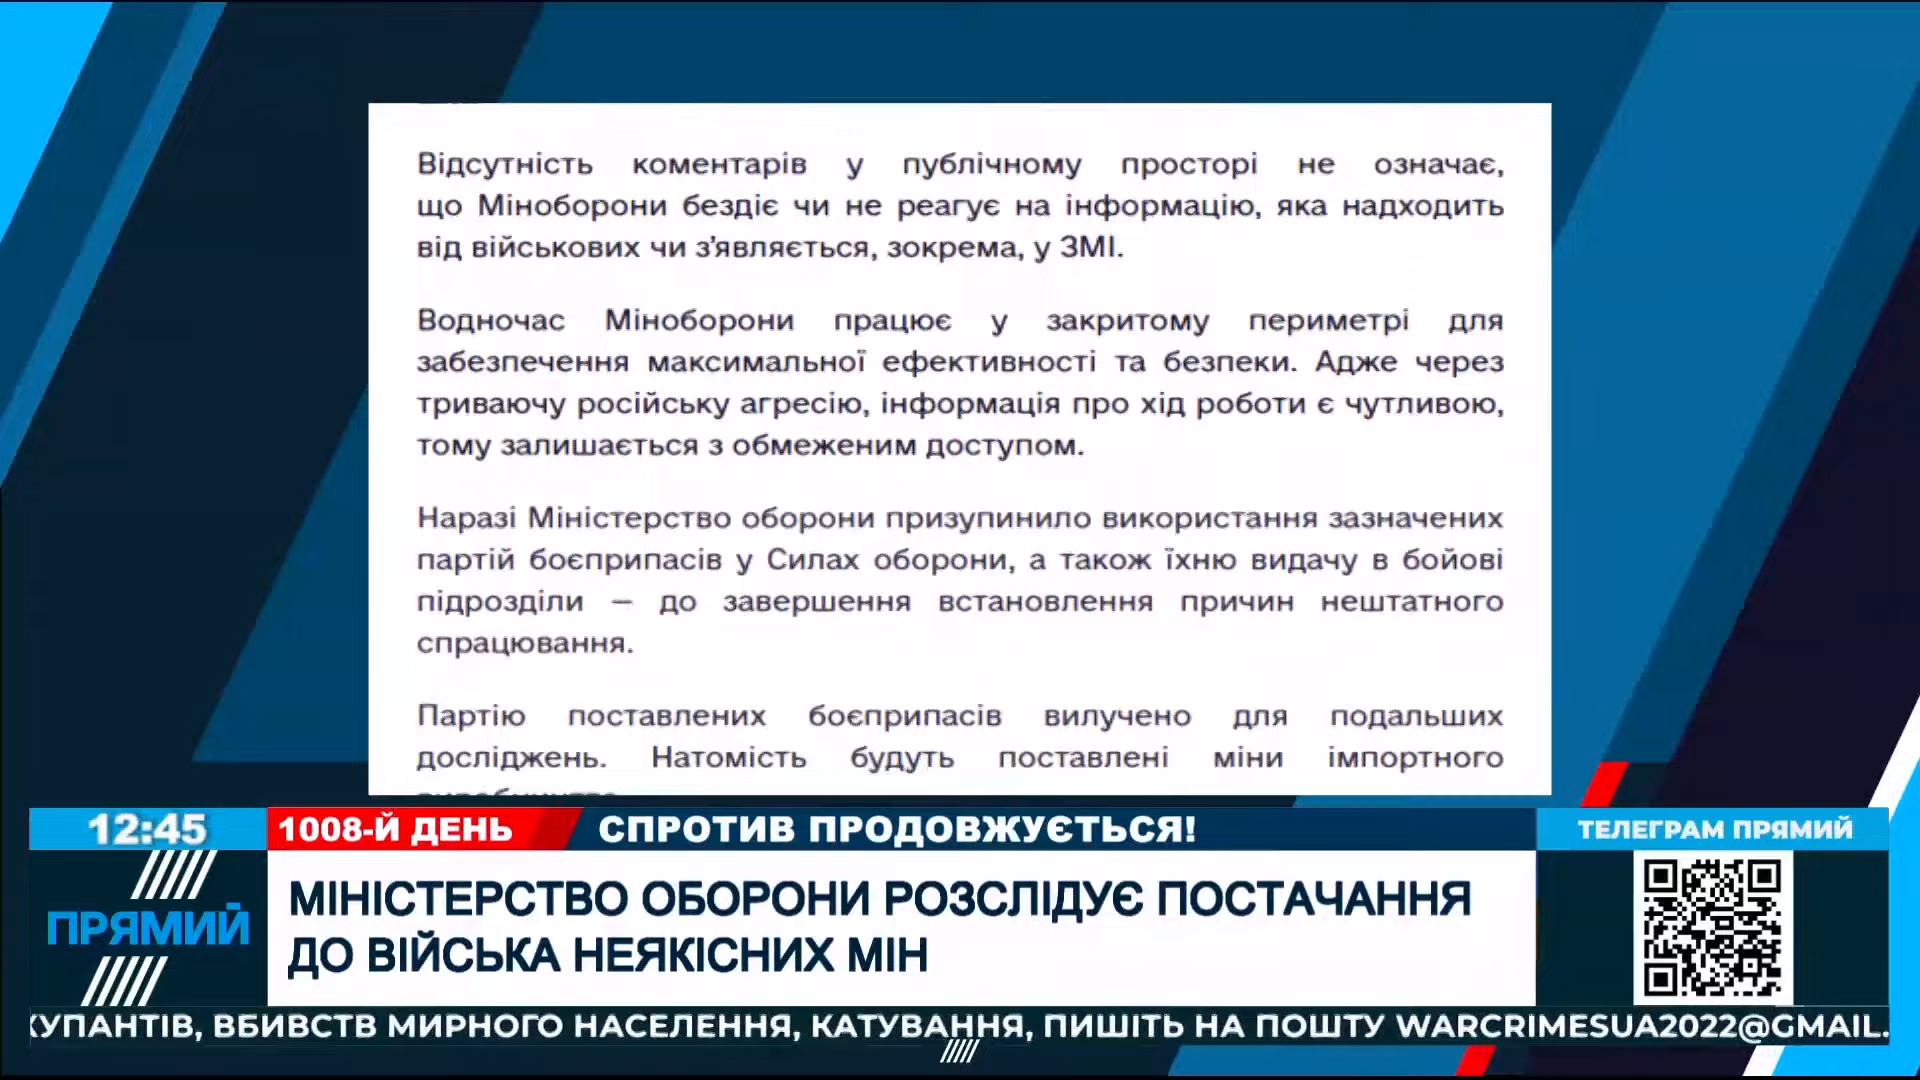 Відсутність коментарів у публічному просторі не означає,
що Міноборони бездіє чи не реагує на інформацію, яка надходить
від військових чи з'являється, зокрема, у ЗМІ.
Водночас Міноборони працює у закритому периметрі для
забезпечення максимальної ефективності та безпеки. Адже через
триваючу російську агресію, інформація про хід роботи є чутливою,
тому залишається з обмеженим доступом.
Наразі Міністерство оборони призупинило використання зазначених
партій боєприпасів у Силах оборони, а також їхню видачу в бойові
підрозділи – до завершення встановлення причин нештатного
спрацювання.
Партію поставлених боєприпасів вилучено для подальших
досліджень. Натомість будуть поставлені міни імпортного
12:45
1008-Й ДЕНЬ
СПРОТИВ ПРОДОВЖУЄТЬСЯ!
ТЕЛЕГРАМ ПРЯМИЙ
ПРЯМИЙ
МІНІСТЕРСТВО ОБОРОНИ РОЗСЛІДУЄ ПОСТАЧАННЯ
ДО ВІЙСЬКА НЕЯКІСНИХ МІН
КУПАНТІВ, ВБИВСТВ МИРНОГО НАСЕЛЕННЯ, КАТУВАННЯ, ПИШІТЬ НА ПОШТУ WARCRIMESUA2022@GMAIL.